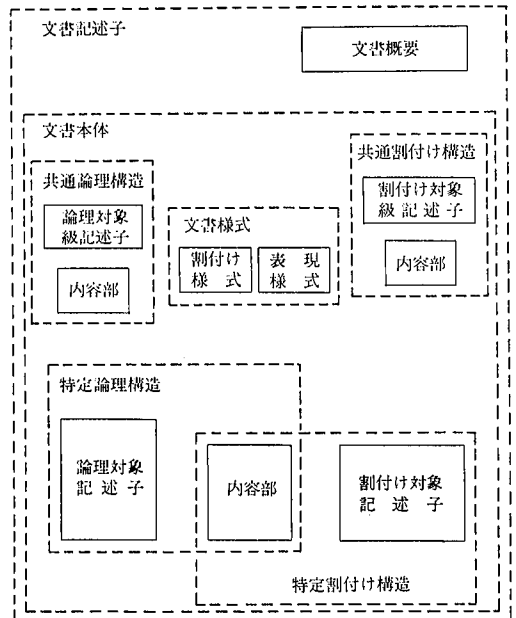 文書記述子
文書概要
文書本体
共通論理構造
論理対象
級記述子
内容部
文書様式
割付け
様式
表現
様式
共通割付け構造
割付け対象
級記述子
内容部
特定論理構造
論理対象
記述子
内容部
割付け対象
記述子
特定割付け構造